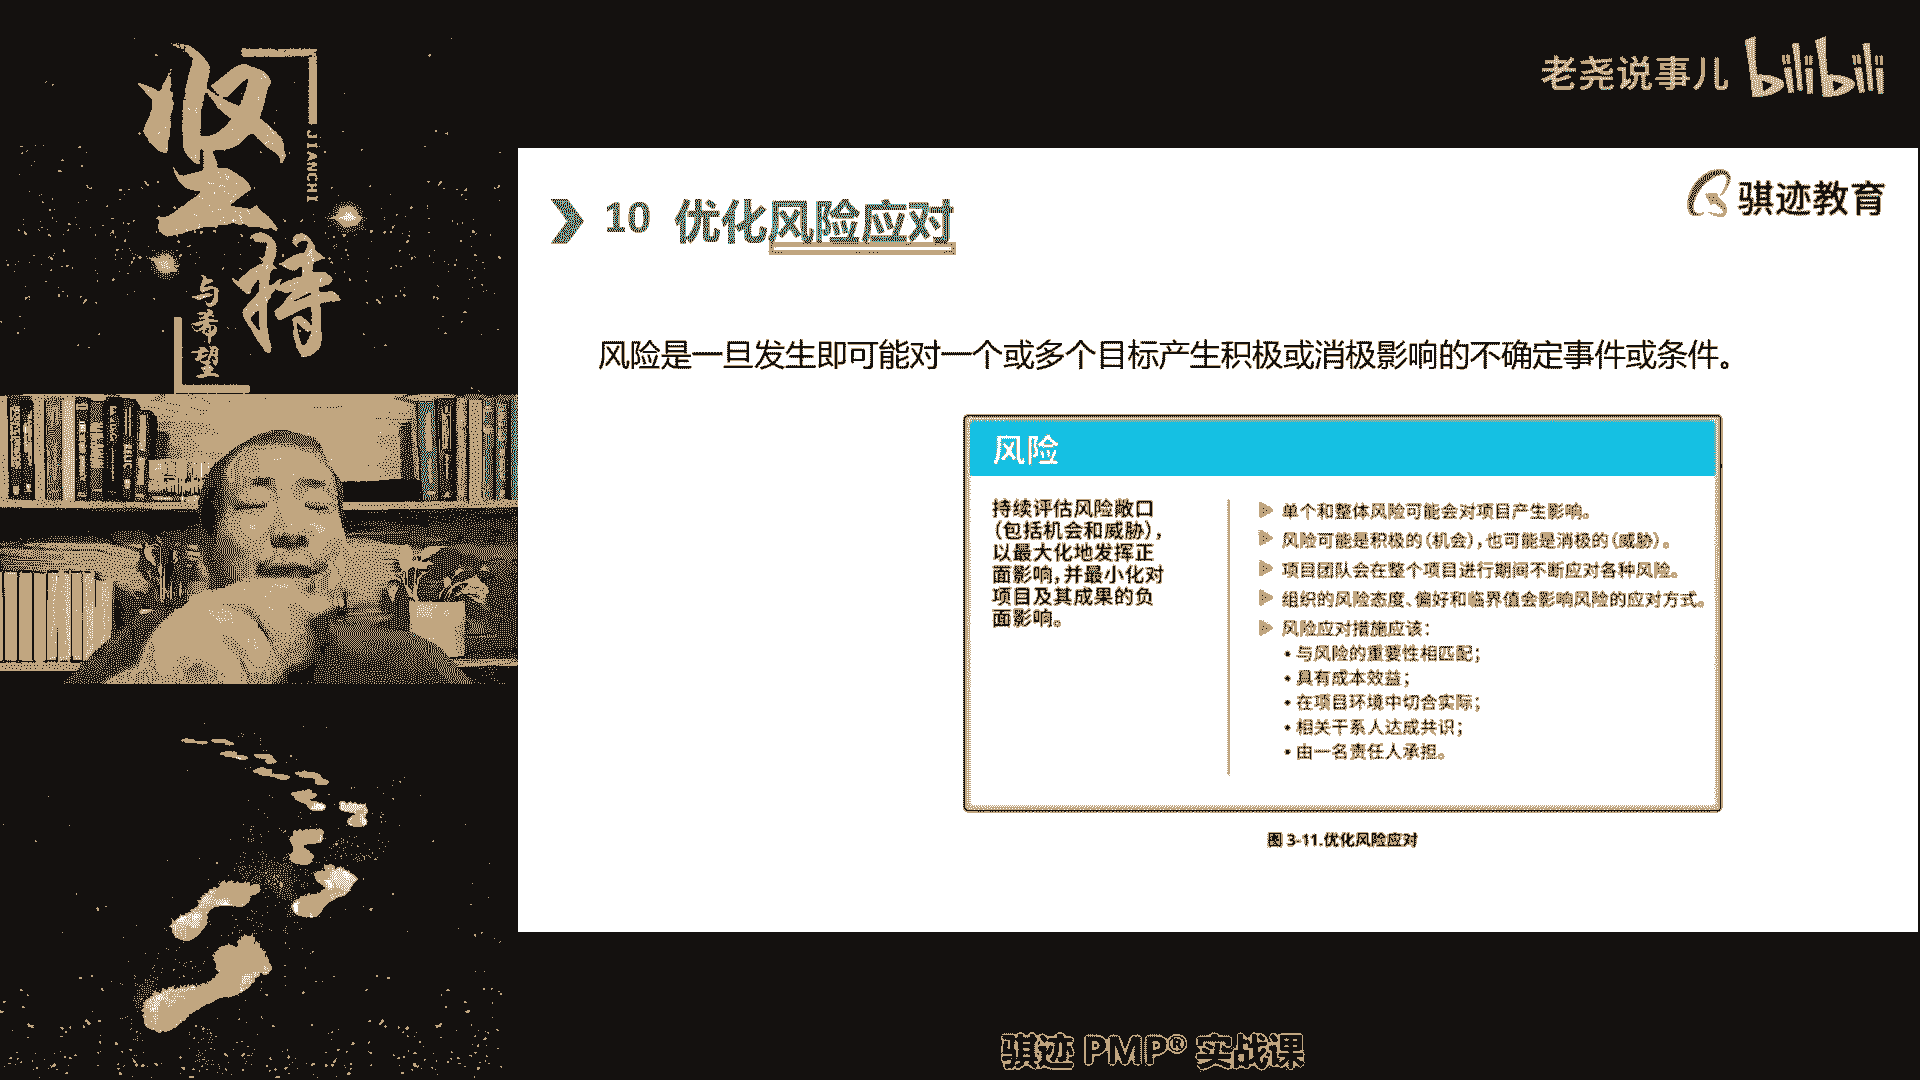 坚持
JIANCHI
与希望
老尧说事儿 bilibili
骐迹教育
10 优化风险应对
风险是一旦发生即可能对一个或多个目标产生积极或消极影响的不确定事件或条件。
风险
持续评估风险敞口
(包括机会和威胁),
以最大化地发挥正
面影响,并最小化对
项目及其成果的负
面影响。
单个和整体风险可能会对项目产生影响。
风险可能是积极的(机会),也可能是消极的(威胁)。
项目团队会在整个项目进行期间不断应对各种风险。
组织的风险态度、偏好和临界值会影响风险的应对方式。
风险应对措施应该:
• 与风险的重要性相匹配;
• 具有成本效益;
• 在项目环境中切合实际;
• 相关干系人达成共识;
• 由一名责任人承担。
图 3-11.优化风险应对
骐迹 PMP® 实战课